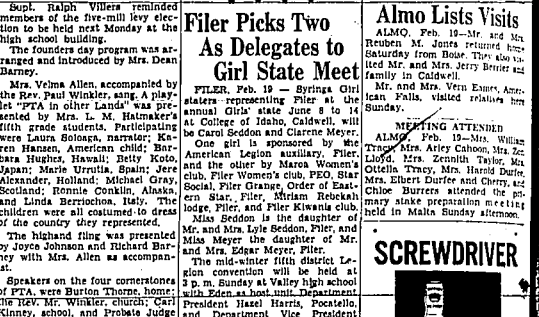 Supt. Ralph Villers reminded
members of the five-mill levy elec-
tion to be held next Monday at the
high school building.
The founders day program was ar-
ranged and introduced by Mrs. Dean
Barney.
Mrs. Velma Allen, accompanied by
the Rev. Paul Winkler, sang. A play-
let "PTA in other Lands" was pre-
sented by Mrs. L. M. Hatmaker's
fifth grade students. Participating
were Laura Sologa, narrator; Ka-
ren Hansen, American child; Bar-
bara Hughes, Hawaii; Betty Koto,
Japan; Marie Urrutia, Spain; Jere
Alexander, Holland; Michael Gray,
Scotland; Ronnie Conklin, Alaska,
and Linda Berriochoa, Italy. The
children were all costumed to dress
of the country they represented.
The highand fling was presented
by Joyce Johnson and Richard Bar-
ney with Mrs. Allen as accompan-
ist.
Speakers on the four cornerstones
of PTA, were Burton Thorne, home;
the Rev. Mr. Winkler, church; Carl
Kinney, school, and Probate Judge
Filer Picks Two
As Delegates to
Girl State Meet
FILER, Feb. 19 — Syringa Girl
staters representing Filer at the
annual Girls' state June 8 to 14
at College of Idaho, Caldwell, will
be Carol Seddon and Clarene Meyer.
One girl is sponsored by the
American Legion auxiliary, Filer,
and the other by Maroa Women's
club, Filer Women's club, PEO, Star
Social, Filer Grange, Order of East-
ern Star, Filer, Miriam Rebekah
lodge, Filer, and Filer Kiwanis club.
Miss Seddon is the daughter of
Mr. and Mrs. Lyle Seddon, Filer, and
Miss Meyer the daughter of Mr.
and Mrs. Edgar Meyer, Filer.
The mid-winter fifth district Le-
gion convention will be held at
3 p.m. Sunday at Valley high school
with Eden as host unit. Department
President Hazel Harris, Pocatello,
and Department Vice President
Almo Lists Visits
ALMO, Feb. 19—Mr. and Mrs.
Reuben M. Jones returned home
Saturday from Boise. They also vis-
ited Mr. and Mrs. Jerry Berrier and
family in Caldwell.
Mr. and Mrs. Vern Eames, Amer-
ican Falls, visited relatives here
Sunday.
MEETING ATTENDED
ALMO, Feb. 19—Mrs. William
Tracy, Mrs. Arley Cahoon, Mrs. Zen
Lloyd, Mrs. Zennith Taylor, Mrs.
Ottella Tracy, Mrs. Harold Durfee,
Mrs. Elbert Durfee and Cherry, and
Chloe Burrers attended the pri-
mary stake preparation meeting
held in Malta Sunday afternoon.
SCREWDRIVER